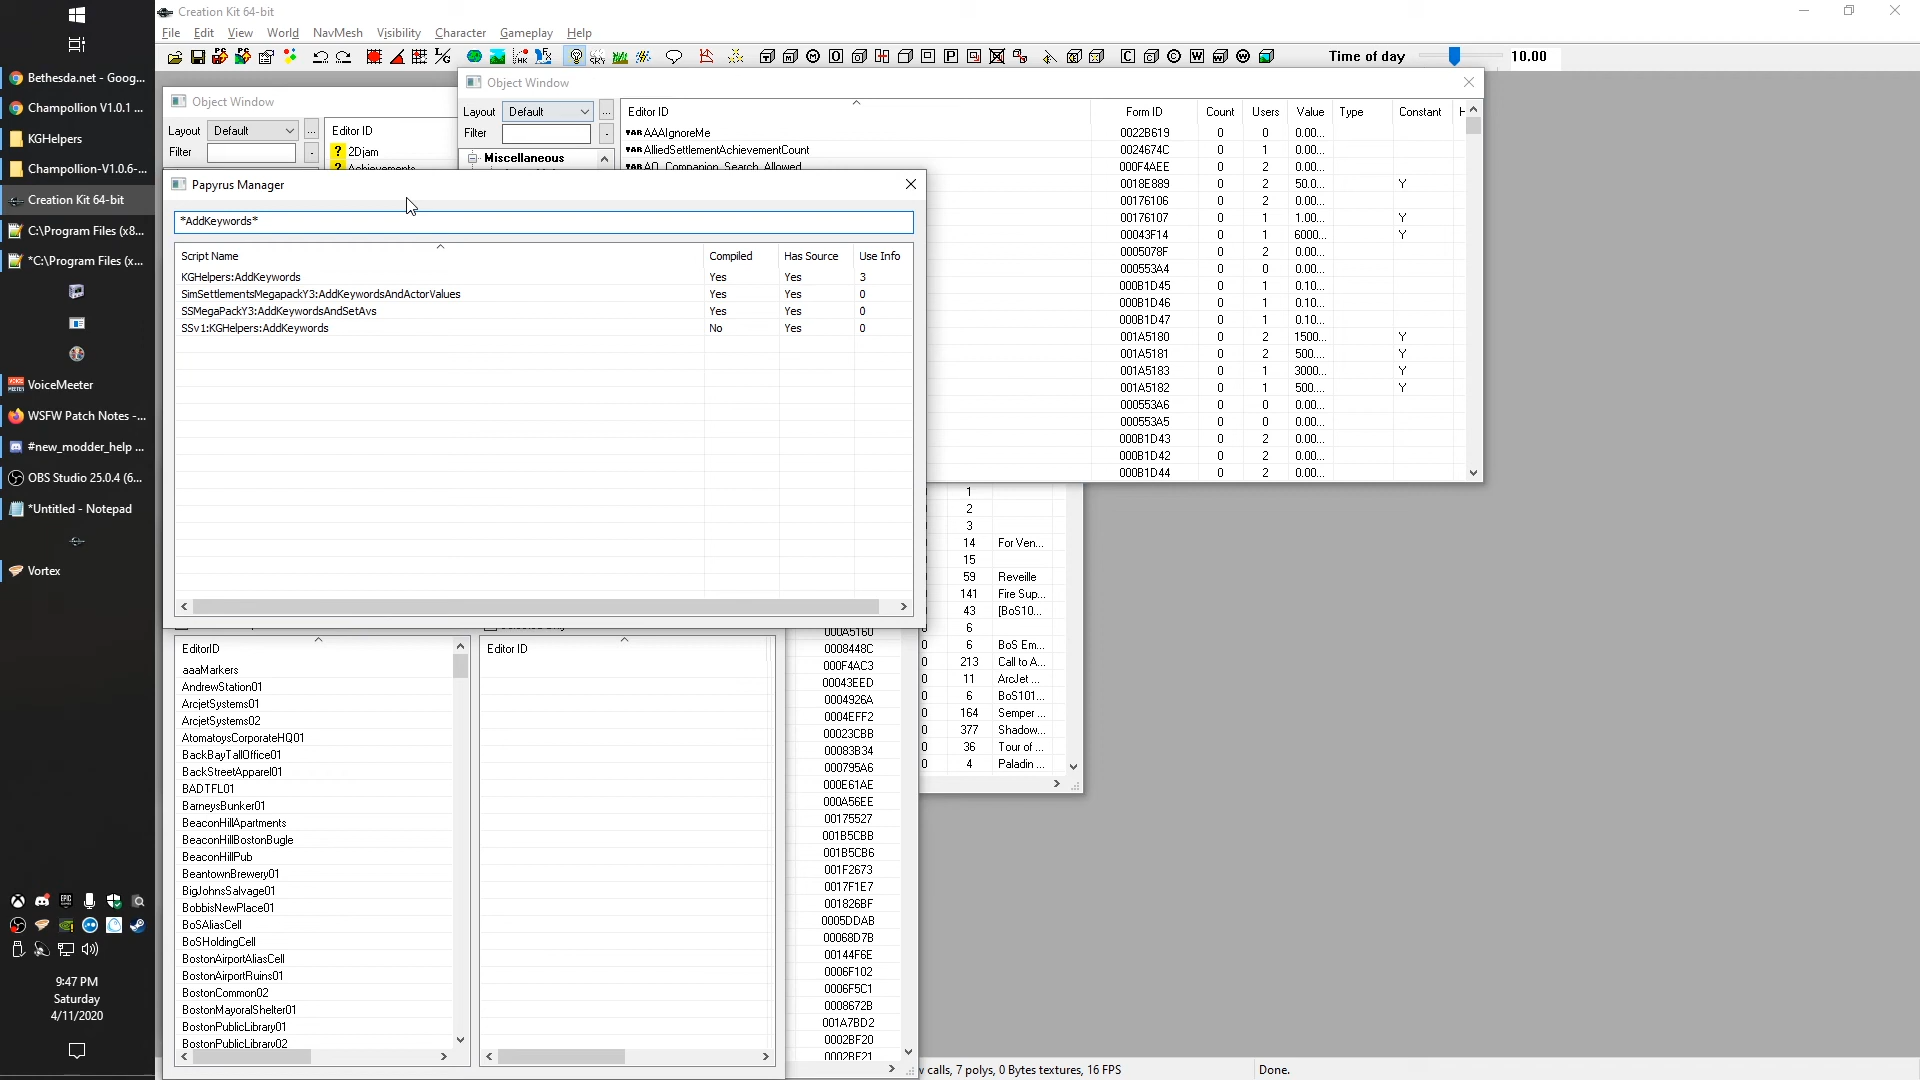 Creation Kit 64-bit
File Edit View World NavMesh Visibility Character Gameplay Help
Time of day 10.00
Bethesda.net - Goog...
Champollion V1.0.1 ...
KGHelpers
Champollion-V1.0.6-...
Creation Kit 64-bit
C:\Program Files (x8...
*C:\Program Files (x...
VoiceMeeter
WSFW Patch Notes -...
#new_modder_help ...
OBS Studio 25.0.4 (6...
*Untitled - Notepad
Vortex
9:47 PM
Saturday
4/11/2020
Object Window
Layout Default ... Editor ID
Filter - 2Djam
Object Window
Layout Default ... Editor ID Form ID Count Users Value Type Constant
Filter - AAAIgnoreMe 0022B619 0 0 0.00...
Miscellaneous AlliedSettlementAchievementCount 0024674C 0 1 0.00...
AO_Companion_Search_Allowed 000F4AEE 0 2 0.00...
0018E889 0 2 50.0... Y
00176106 0 2 0.00...
00176107 0 1 1.00... Y
00043F14 0 1 6000... Y
0005078F 0 2 0.00...
000553A4 0 0 0.00...
000B1D45 0 1 0.10...
000B1D46 0 1 0.10...
000B1D47 0 1 0.10...
001A5180 0 2 1500... Y
001A5181 0 2 500.... Y
001A5183 0 1 3000... Y
001A5182 0 1 500.... Y
000553A6 0 0 0.00...
000553A5 0 0 0.00...
000B1D43 0 2 0.00...
000B1D42 0 2 0.00...
000B1D44 0 2 0.00...
Papyrus Manager
*AddKeywords*
Script Name Compiled Has Source Use Info
KGHelpers:AddKeywords Yes Yes 3
SimSettlementsMegapackY3:AddKeywordsAndActorValues Yes Yes 0
SSMegaPackY3:AddKeywordsAndSetAvs Yes Yes 0
SSv1:KGHelpers:AddKeywords No Yes 0
1
2
3
14 For Ven...
15
59 Reveille
141 Fire Sup...
43 [BoS10...
6
6 BoS Em...
213 Call to A...
11 ArcJet ...
6 BoS101...
164 Semper ...
377 Shadow...
36 Tour of ...
4 Paladin ...
EditorID
aaaMarkers
AndrewStation01
ArcjetSystems01
ArcjetSystems02
AtomatoysCorporateHQ01
BackBayTallOffice01
BackStreetApparel01
BADTFL01
BarneysBunker01
BeaconHillApartments
BeaconHillBostonBugle
BeaconHillPub
BeantownBrewery01
BigJohnsSalvage01
BobbisNewPlace01
BoSAliasCell
BoSHoldingCell
BostonAirportAliasCell
BostonAirportRuins01
BostonCommon02
BostonMayoralShelter01
BostonPublicLibrary01
BostonPublicLibrary02
Editor ID
000A5160
0008448C
000F4AC3
00043EED
0004926A
0004EFF2
00023CBB
00083B34
000795A6
000E61AE
000A56EE
00175527
001B5CBB
001B5CB6
001F2673
0017F1E7
001826BF
0005DDAB
00068D7B
00144F6E
0006F102
0006F5C1
0008672B
001A7BD2
0002BF20
0002BF21
calls, 7 polys, 0 Bytes textures, 16 FPS
Done.